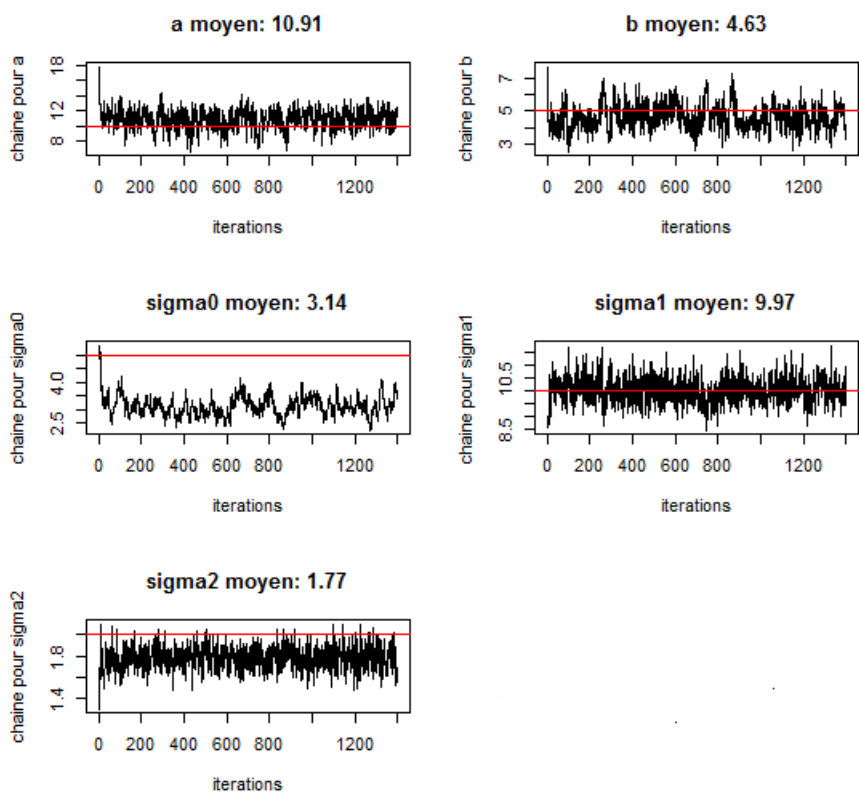 a moyen: 10.91
chaine pour a
18
12
8
0 200 400 600 800 1200
iterations
b moyen: 4.63
chaine pour b
7
5
3
0 200 400 600 800 1200
iterations
sigma0 moyen: 3.14
chaine pour sigma0
4.0
2.5
0 200 400 600 800 1200
iterations
sigma1 moyen: 9.97
chaine pour sigma1
10.5
8.5
0 200 400 600 800 1200
iterations
sigma2 moyen: 1.77
chaine pour sigma2
1.8
1.4
0 200 400 600 800 1200
iterations